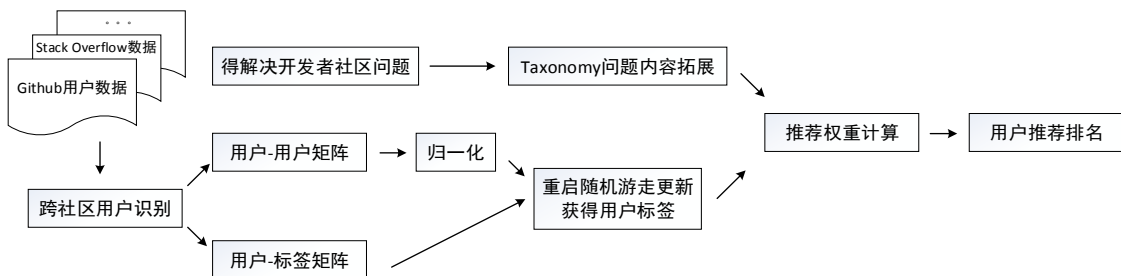 ...
Stack Overflow数据
Github用户数据
得解决开发者社区问题
Taxonomy问题内容拓展
推荐权重计算
用户推荐排名
用户-用户矩阵
归一化
重启随机游走更新
获得用户标签
跨社区用户识别
用户-标签矩阵